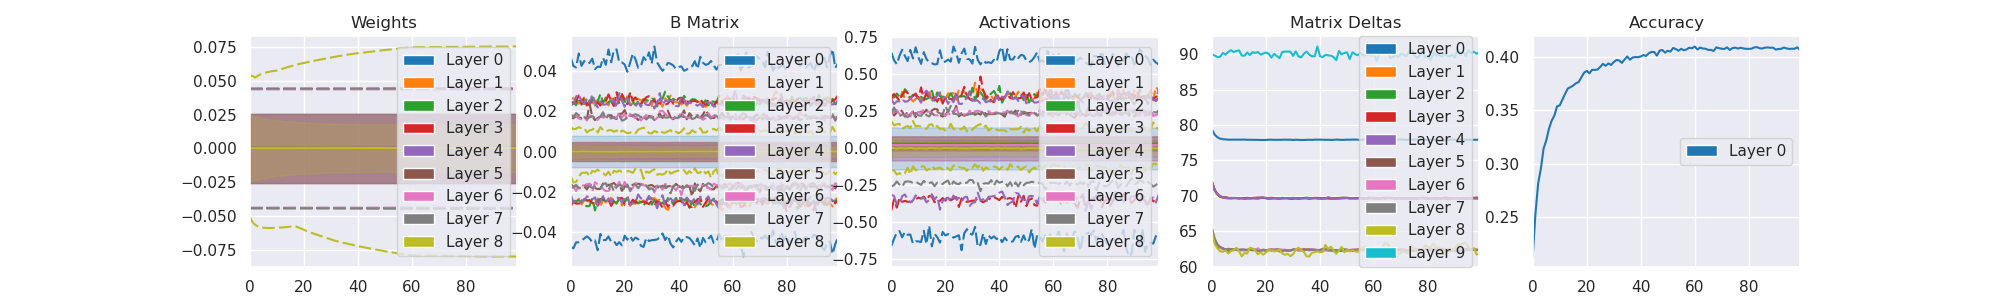 Weights
0.075
0.050
0.025
0.000
−0.025
−0.050
−0.075
0 20 40 60 80
Layer 0
Layer 1
Layer 2
Layer 3
Layer 4
Layer 5
Layer 6
Layer 7
Layer 8
B Matrix
0.04
0.02
0.00
−0.02
−0.04
0 20 40 60 80
Layer 0
Layer 1
Layer 2
Layer 3
Layer 4
Layer 5
Layer 6
Layer 7
Layer 8
Activations
0.75
0.50
0.25
0.00
−0.25
−0.50
−0.75
0 20 40 60 80
Layer 0
Layer 1
Layer 2
Layer 3
Layer 4
Layer 5
Layer 6
Layer 7
Layer 8
Matrix Deltas
90
85
80
75
70
65
60
0 20 40 60 80
Layer 0
Layer 1
Layer 2
Layer 3
Layer 4
Layer 5
Layer 6
Layer 7
Layer 8
Layer 9
Accuracy
0.40
0.35
0.30
0.25
0 20 40 60 80
Layer 0